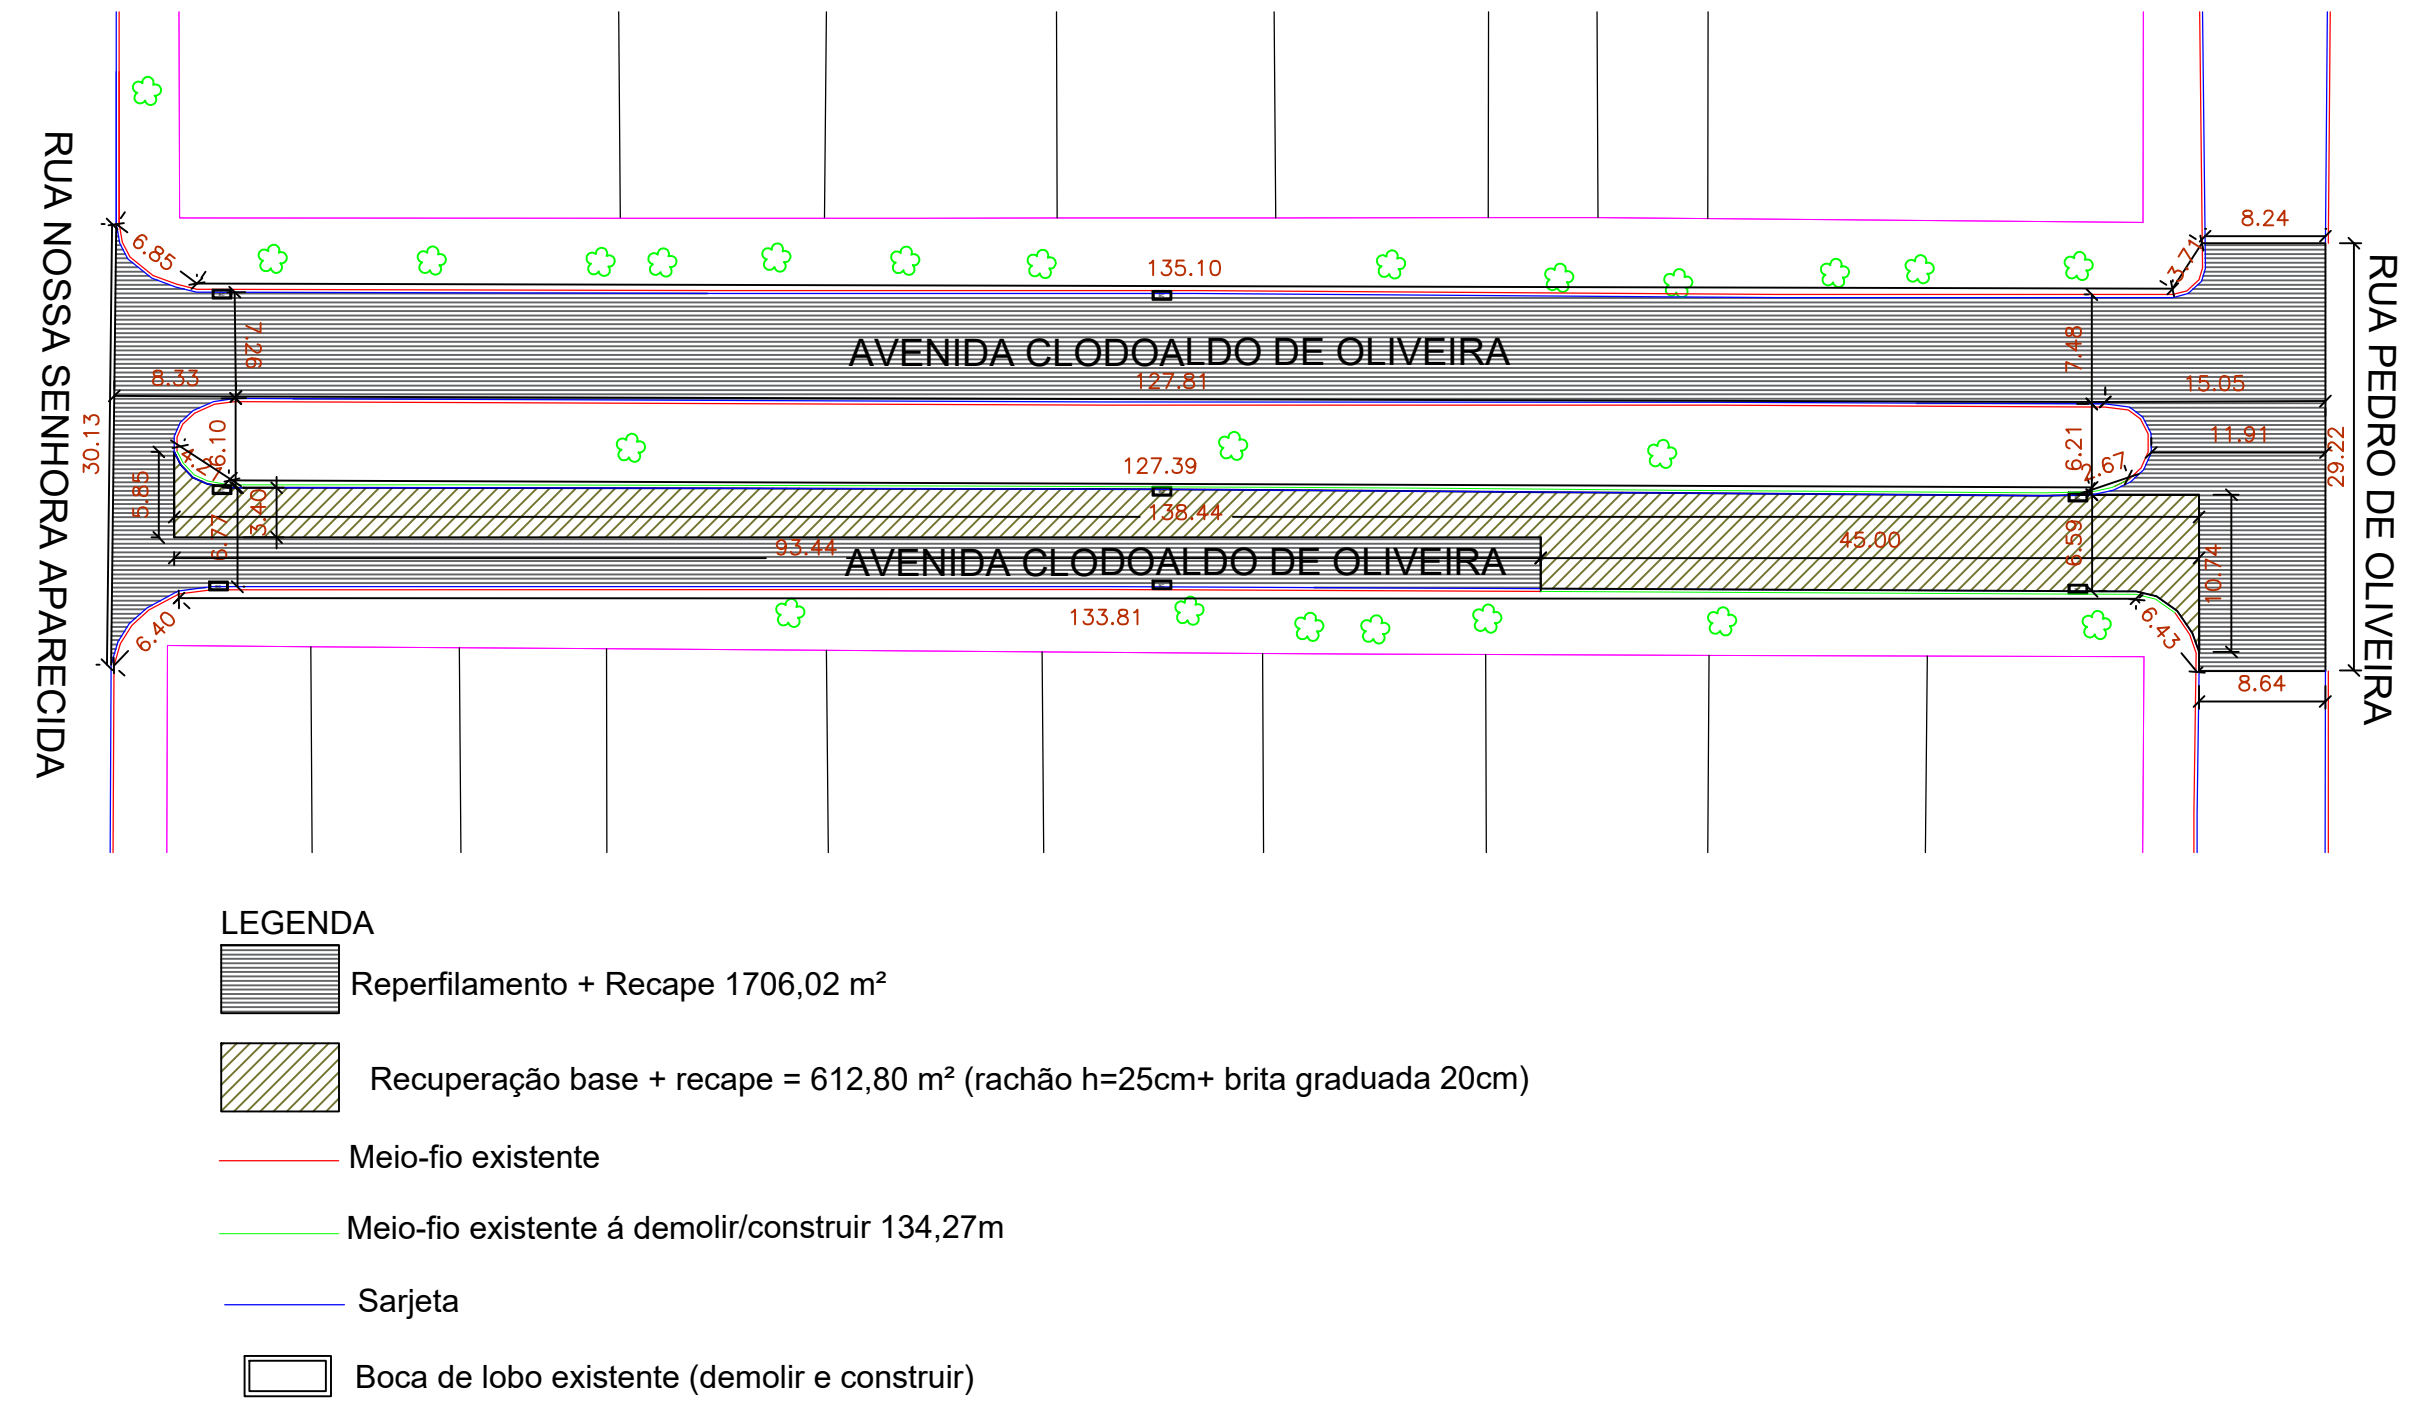 RUA NOSSA SENHORA APARECIDA
RUA PEDRO DE OLIVEIRA
8.24
6.85
3.71
135.10
7.26
AVENIDA CLODOALDO DE OLIVEIRA
7.48
8.33
127.81
15.05
30.13
6.10
6.21
11.91
29.22
127.39
2.67
5.85
3.40
138.44
6.77
93.44
AVENIDA CLODOALDO DE OLIVEIRA
45.00
6.59
10.74
6.40
133.81
6.43
8.64
LEGENDA
Reperfilamento + Recape 1706,02 m²
Recuperação base + recape = 612,80 m² (rachão h=25cm+ brita graduada 20cm)
Meio-fio existente
Meio-fio existente á demolir/construir 134,27m
Sarjeta
Boca de lobo existente (demolir e construir)